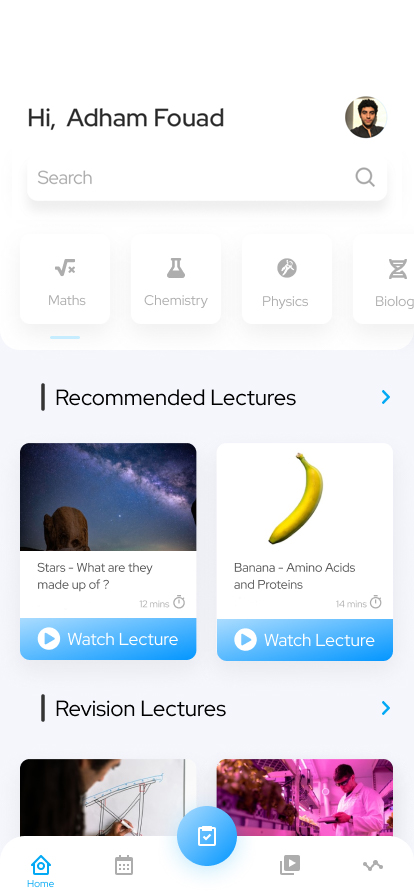 Hi,  Adham Fouad
Search
Maths
Chemistry
Physics
Biolog
Recommended Lectures
Stars - What are they
made up of ?
12 mins
Watch Lecture
Banana - Amino Acids
and Proteins
14 mins
Watch Lecture
Revision Lectures
Home